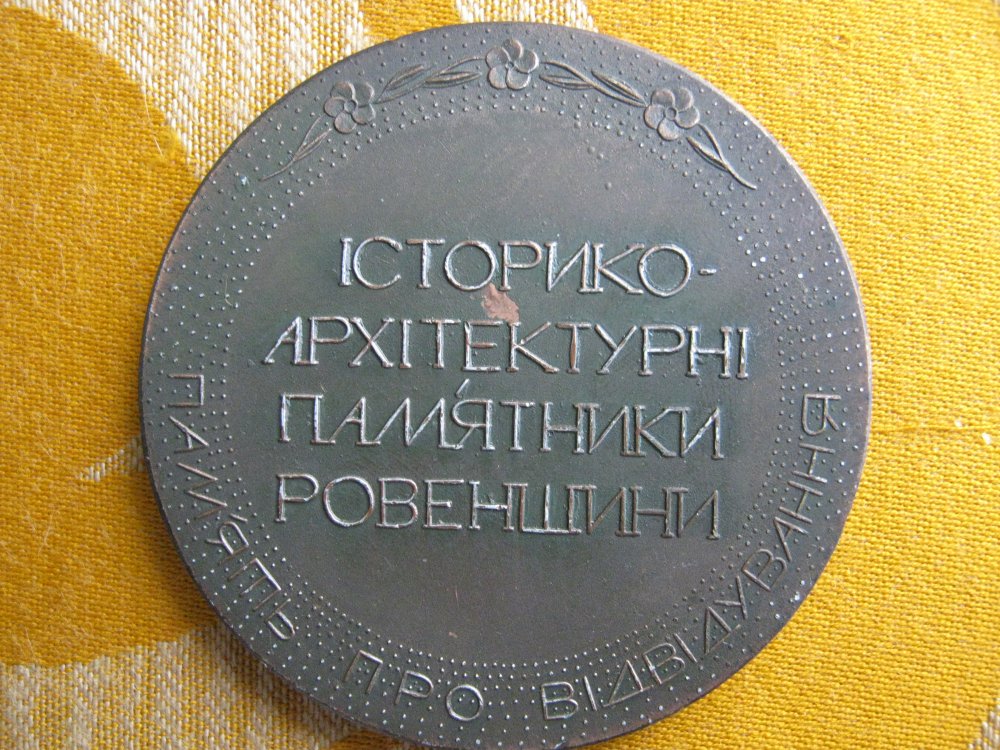 ІСТОРИКО-
АРХІТЕКТУРНІ
ПАМ'ЯТНИКИ
РОВЕНЩИНИ
ПАМ'ЯТЬ ПРО ВІДВІДУВАННЯ